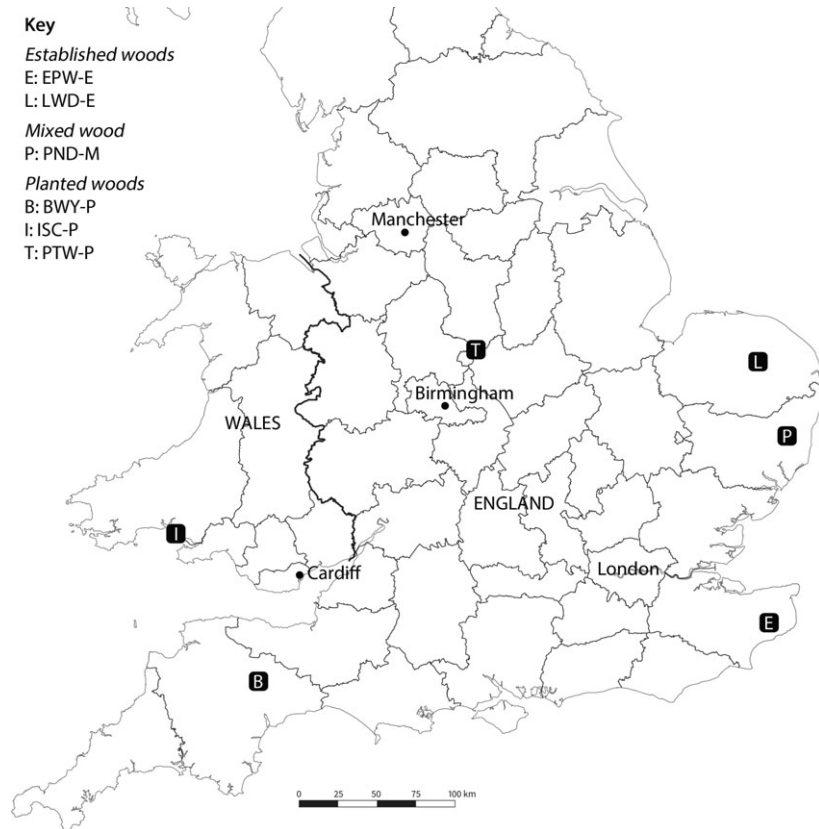 Key
Established woods
E: EPW-E
L: LWD-E
Mixed wood
P: PND-M
Planted woods
B: BWY-P
I: ISC-P
T: PTW-P
Manchester
T
L
Birmingham
WALES
P
ENGLAND
I
London
Cardiff
E
B
0 25 50 75 100 km